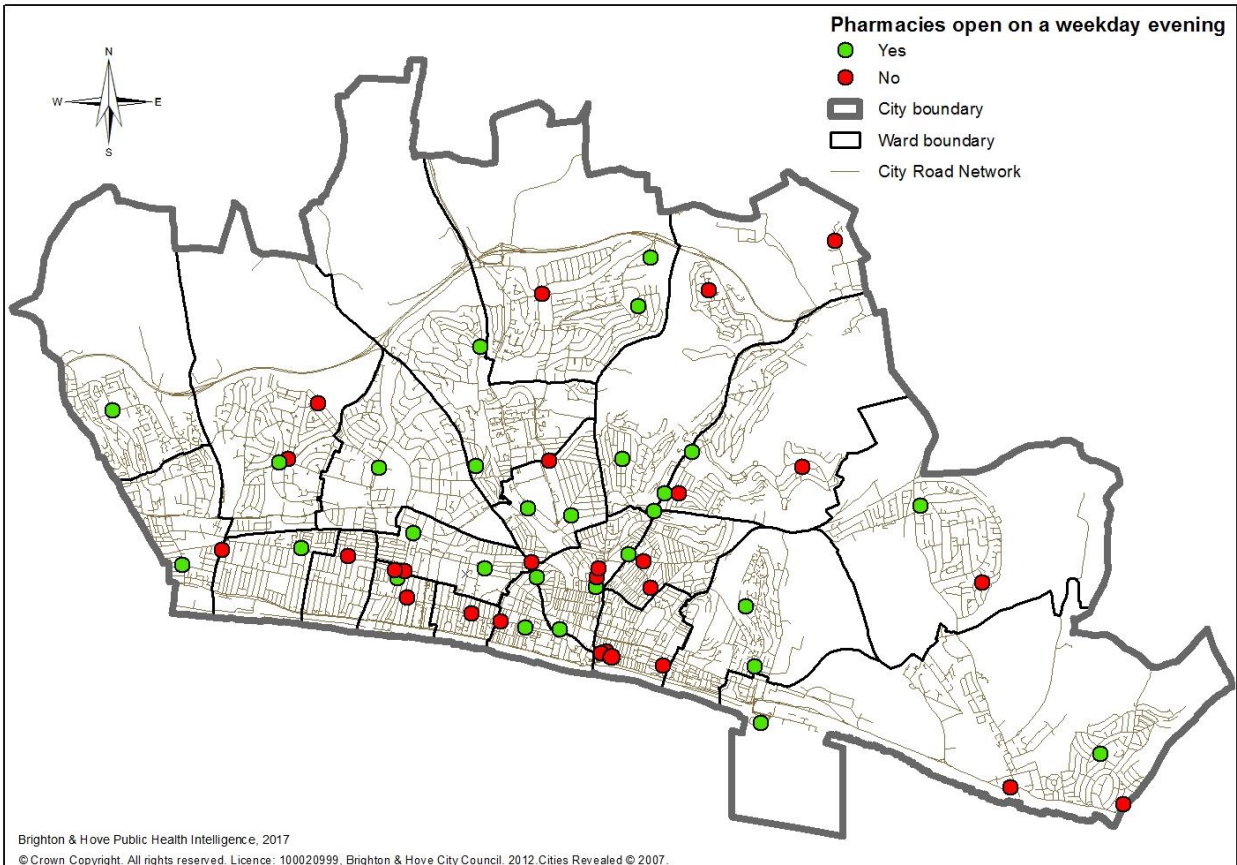 Pharmacies open on a weekday evening
Yes
No
City boundary
Ward boundary
City Road Network
N
W E
S
Brighton & Hove Public Health Intelligence, 2017
© Crown Copyright. All rights reserved. Licence: 100020999, Brighton & Hove City Council. 2012.Cities Revealed © 2007.